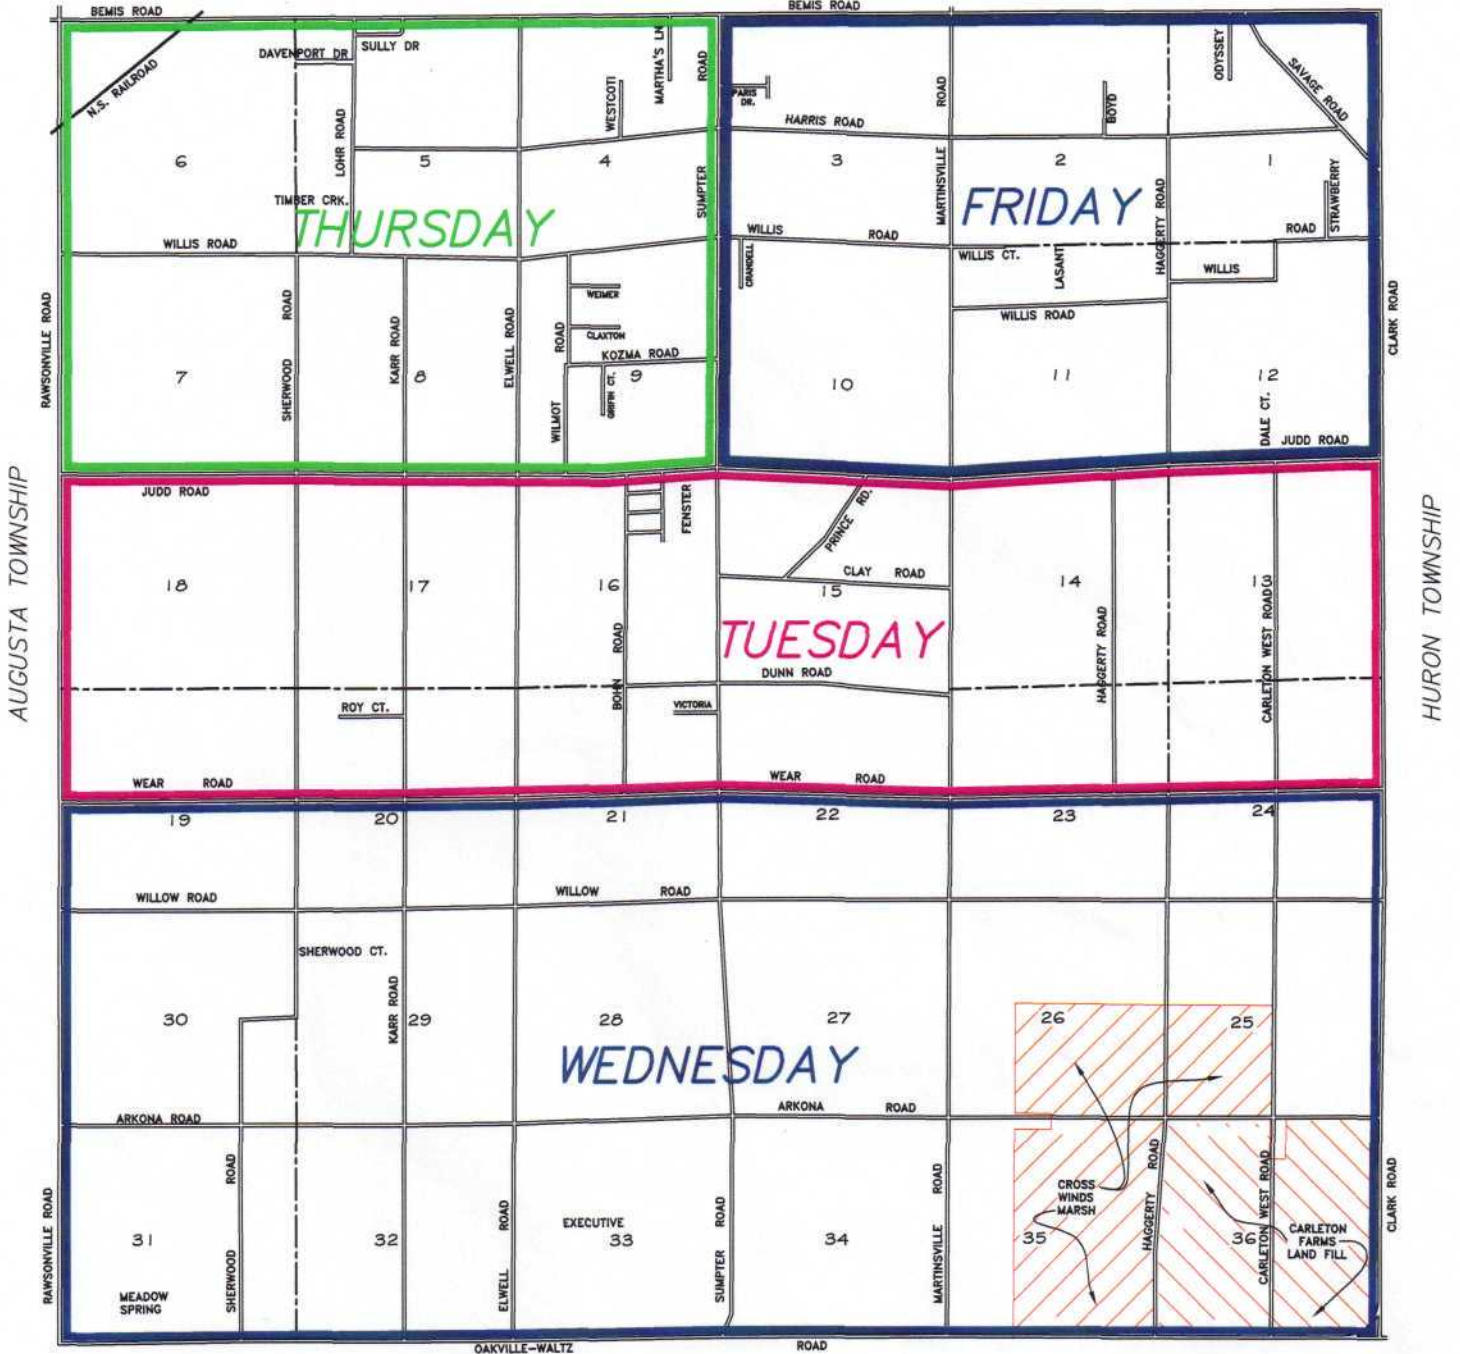 BEMIS ROAD
BEMIS ROAD
N.S. RAILROAD
DAVENPORT DR
SULLY DR
LOHR ROAD
WESTCOTT
MARTHA'S LN
SUMPTER ROAD
PARIS
DR.
HARRIS ROAD
MARTINSVILLE ROAD
BOYD
ODYSSEY
SAVAGE ROAD
6
5
4
3
2
1
TIMBER CRK.
THURSDAY
FRIDAY
HAGGERTY ROAD
STRAWBERRY
WILLIS ROAD
WILLIS ROAD
ROAD
WILLIS CT.
LASANT
WILLIS
CRANDELL
WILLIS ROAD
RAWSONVILLE ROAD
SHERWOOD ROAD
KARR ROAD
ELWELL ROAD
WILMOT ROAD
WEIMER
CLAXTON
KOZMA ROAD
GRIFIN CT.
CLARK ROAD
7
8
9
10
11
12
DALE CT.
JUDD ROAD
JUDD ROAD
AUGUSTA TOWNSHIP
HURON TOWNSHIP
FENSTER
PRINCE RD.
CLAY ROAD
18
17
16
15
14
13
BOHN ROAD
TUESDAY
DUNN ROAD
HAGGERTY ROAD
CARLETON WEST ROAD
ROY CT.
VICTORIA
WEAR ROAD
WEAR ROAD
19
20
21
22
23
24
WILLOW ROAD
WILLOW ROAD
SHERWOOD CT.
KARR ROAD
30
29
28
27
26
25
WEDNESDAY
ARKONA ROAD
ARKONA ROAD
RAWSONVILLE ROAD
SHERWOOD ROAD
ELWELL ROAD
EXECUTIVE
SUMPTER ROAD
MARTINSVILLE ROAD
CROSS
WINDS
MARSH
HAGGERTY ROAD
CARLETON WEST ROAD
CARLETON
FARMS
LAND FILL
CLARK ROAD
31
32
33
34
35
36
MEADOW
SPRING
OAKVILLE-WALTZ ROAD